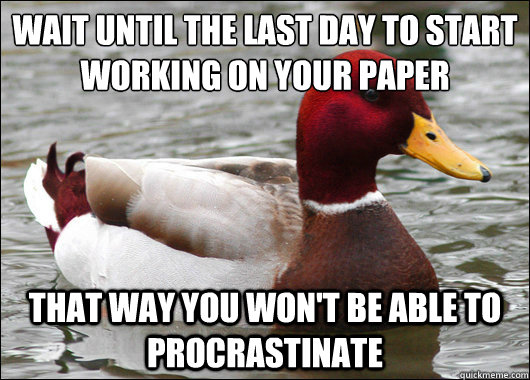 WAIT UNTIL THE LAST DAY TO START
WORKING ON YOUR PAPER
THAT WAY YOU WON'T BE ABLE TO
PROCRASTINATE
quickmeme.com